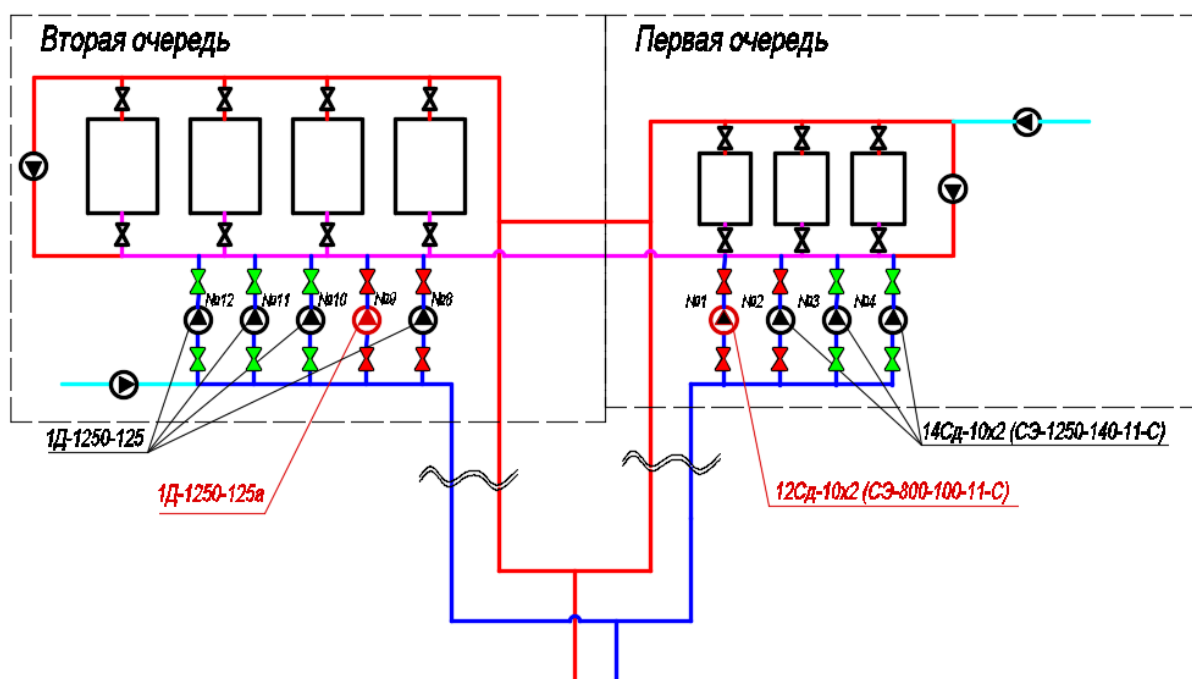 Вторая очередь
Первая очередь
№12
№11
№10
№9
№8
№1
№2
№3
№4
1Д-1250-125
14Сд-10х2 (СЭ-1250-140-11-С)
1Д-1250-125а
12Сд-10х2 (СЭ-800-100-11-С)